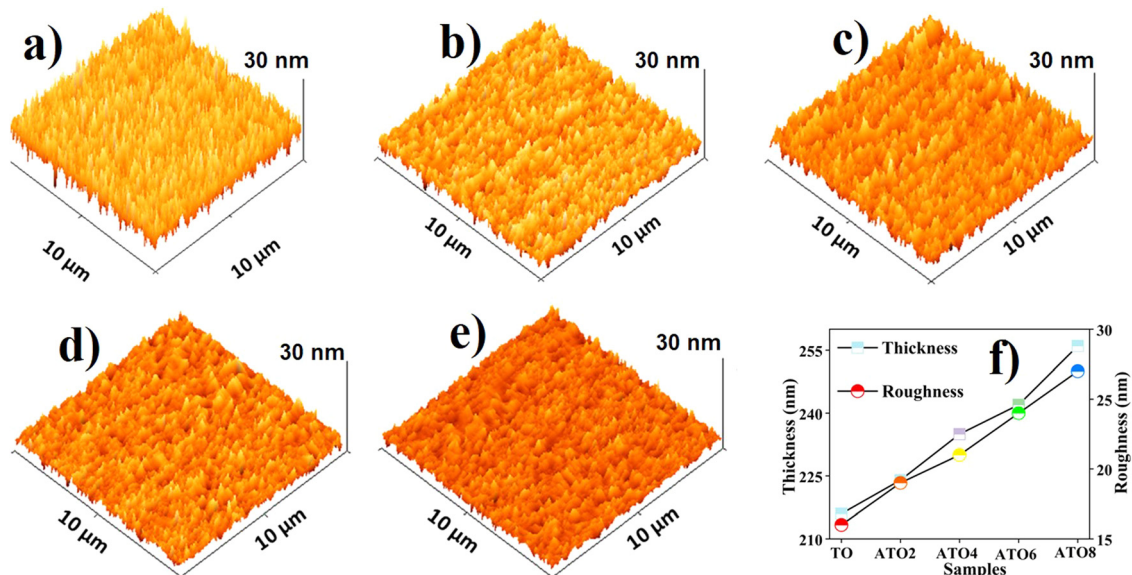 a)
30 nm
10 µm
10 µm
b)
30 nm
10 µm
10 µm
c)
30 nm
10 µm
10 µm
d)
30 nm
10 µm
10 µm
e)
30 nm
10 µm
10 µm
f)
Thickness
Roughness
Thickness (nm)
255
240
225
210
Roughness (nm)
30
25
20
15
TO ATO2 ATO4 ATO6 ATO8
Samples